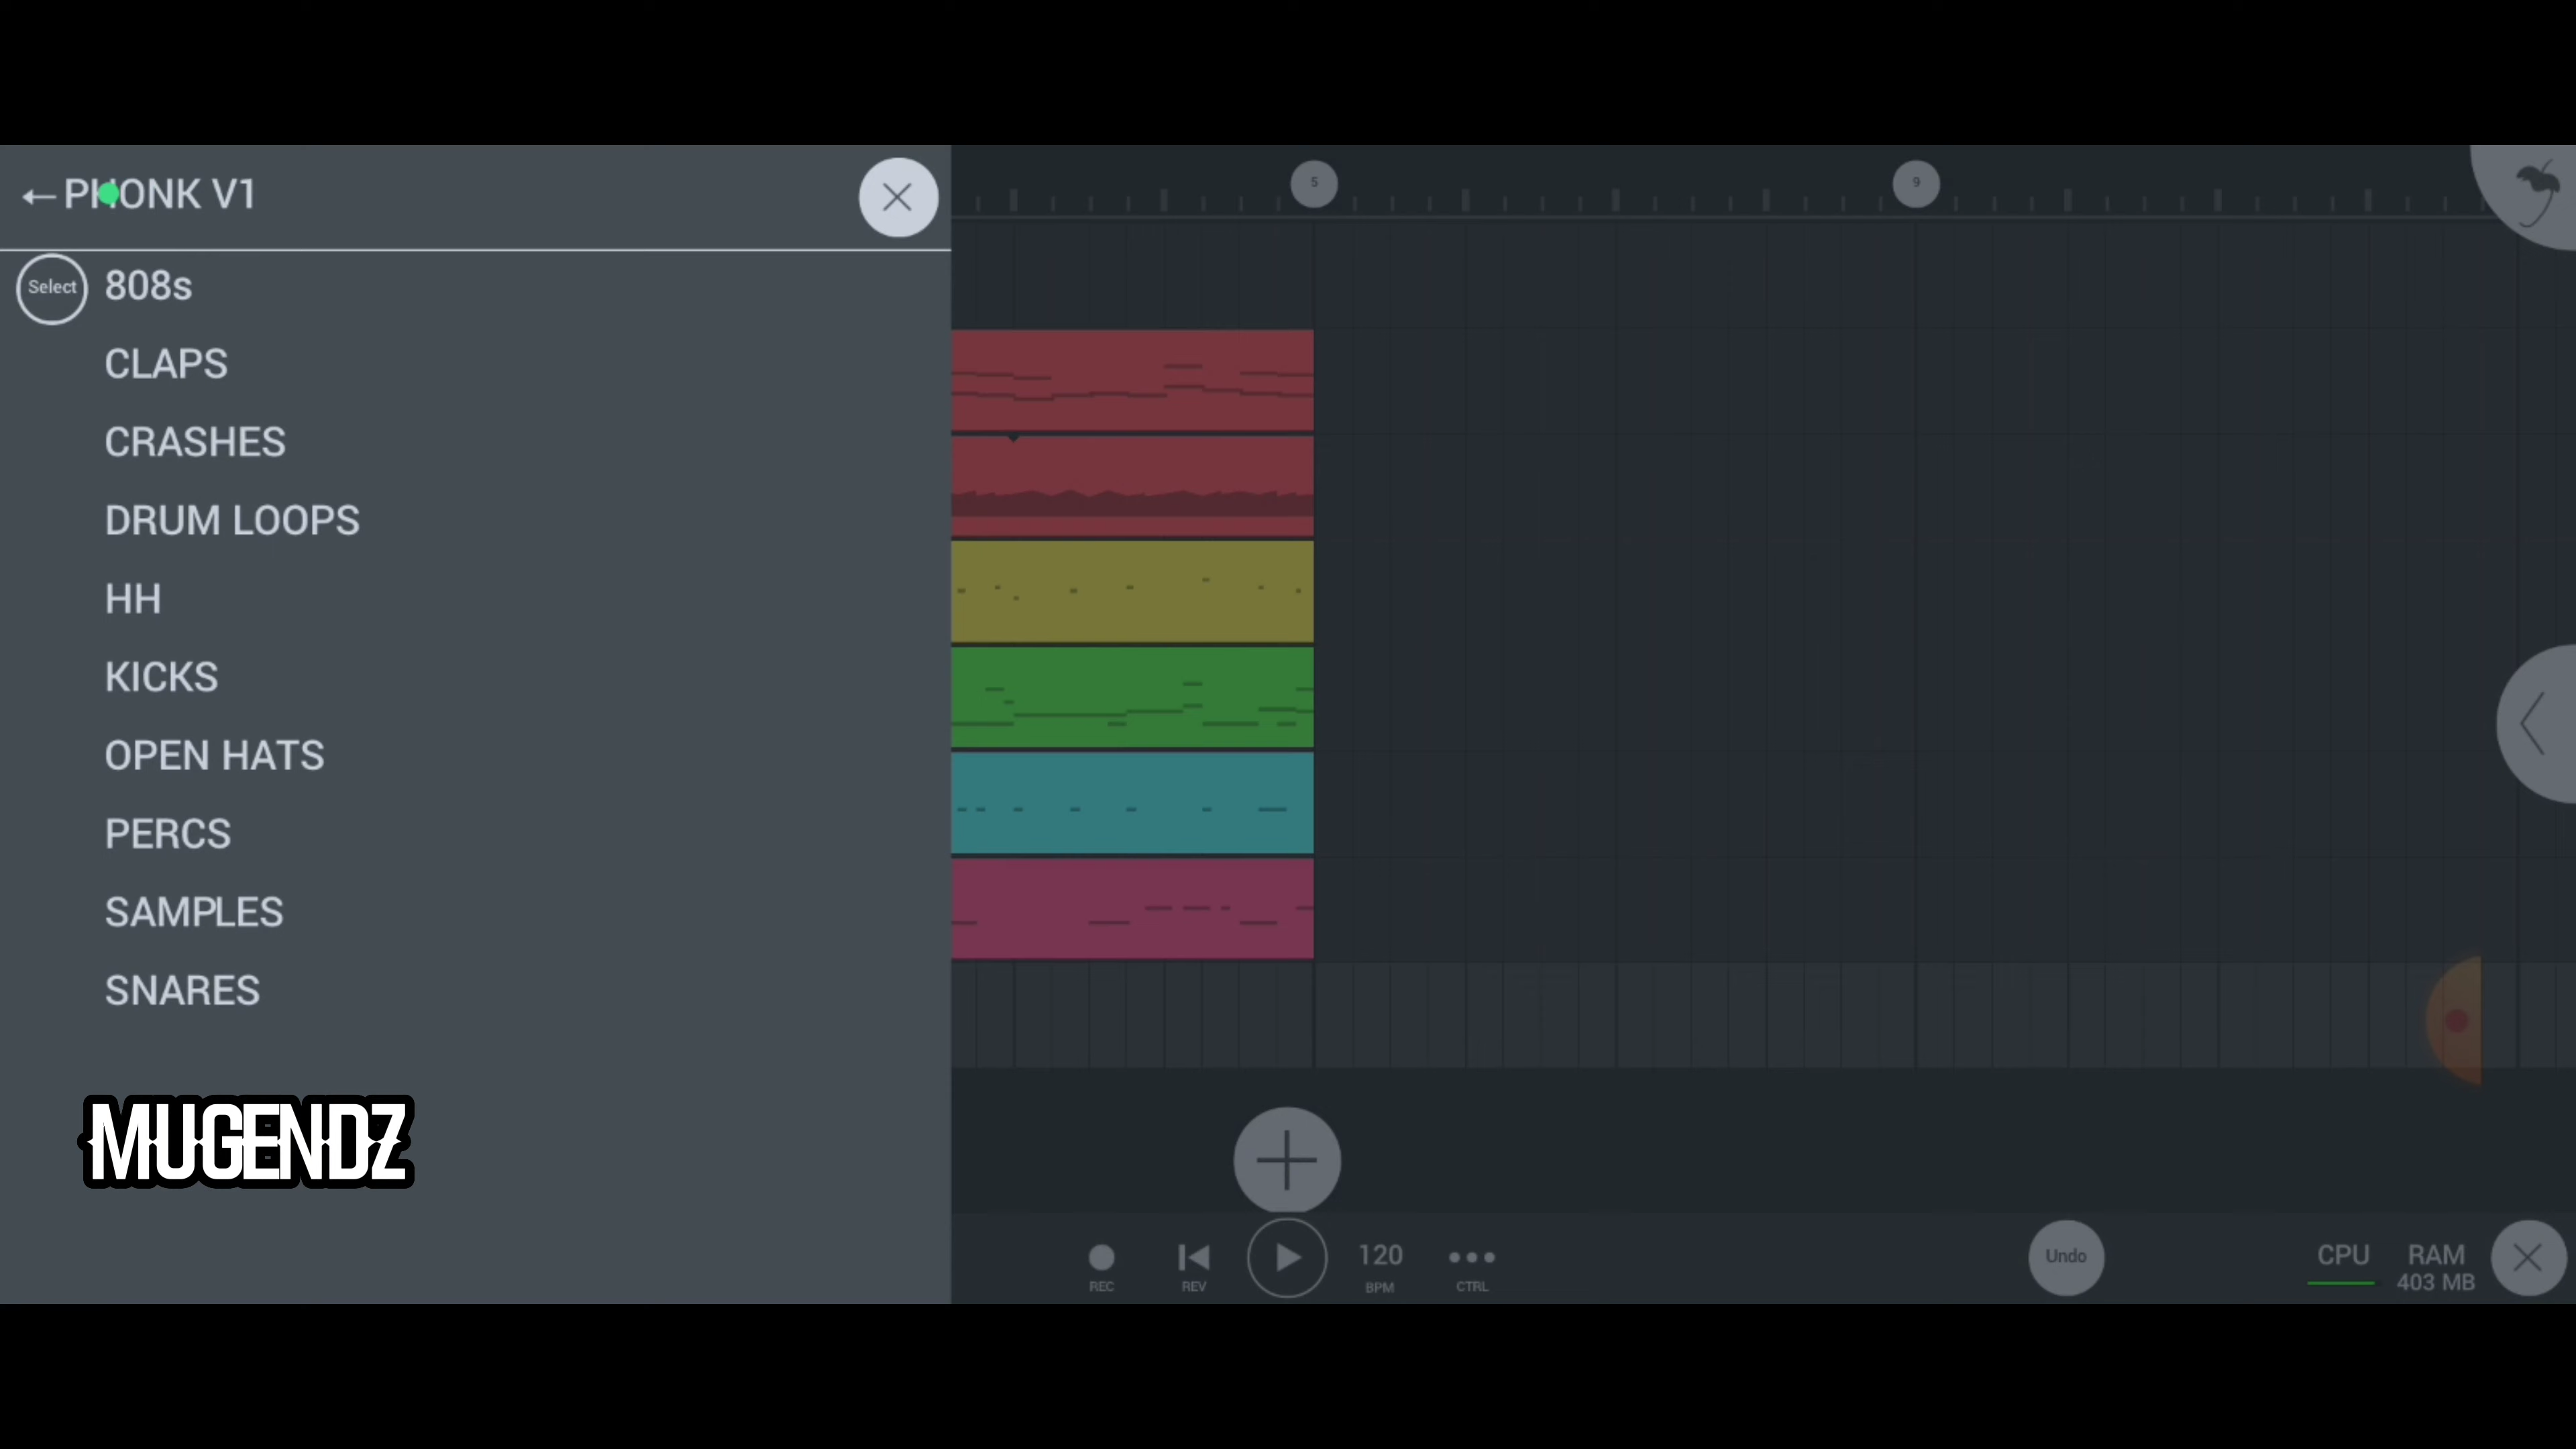 PHONK V1
Select 808s
CLAPS
CRASHES
DRUM LOOPS
HH
KICKS
OPEN HATS
PERCS
SAMPLES
SNARES
MUGENDZ
5
9
REC
REV
120
BPM
CTRL
Undo
CPU
RAM
403 MB